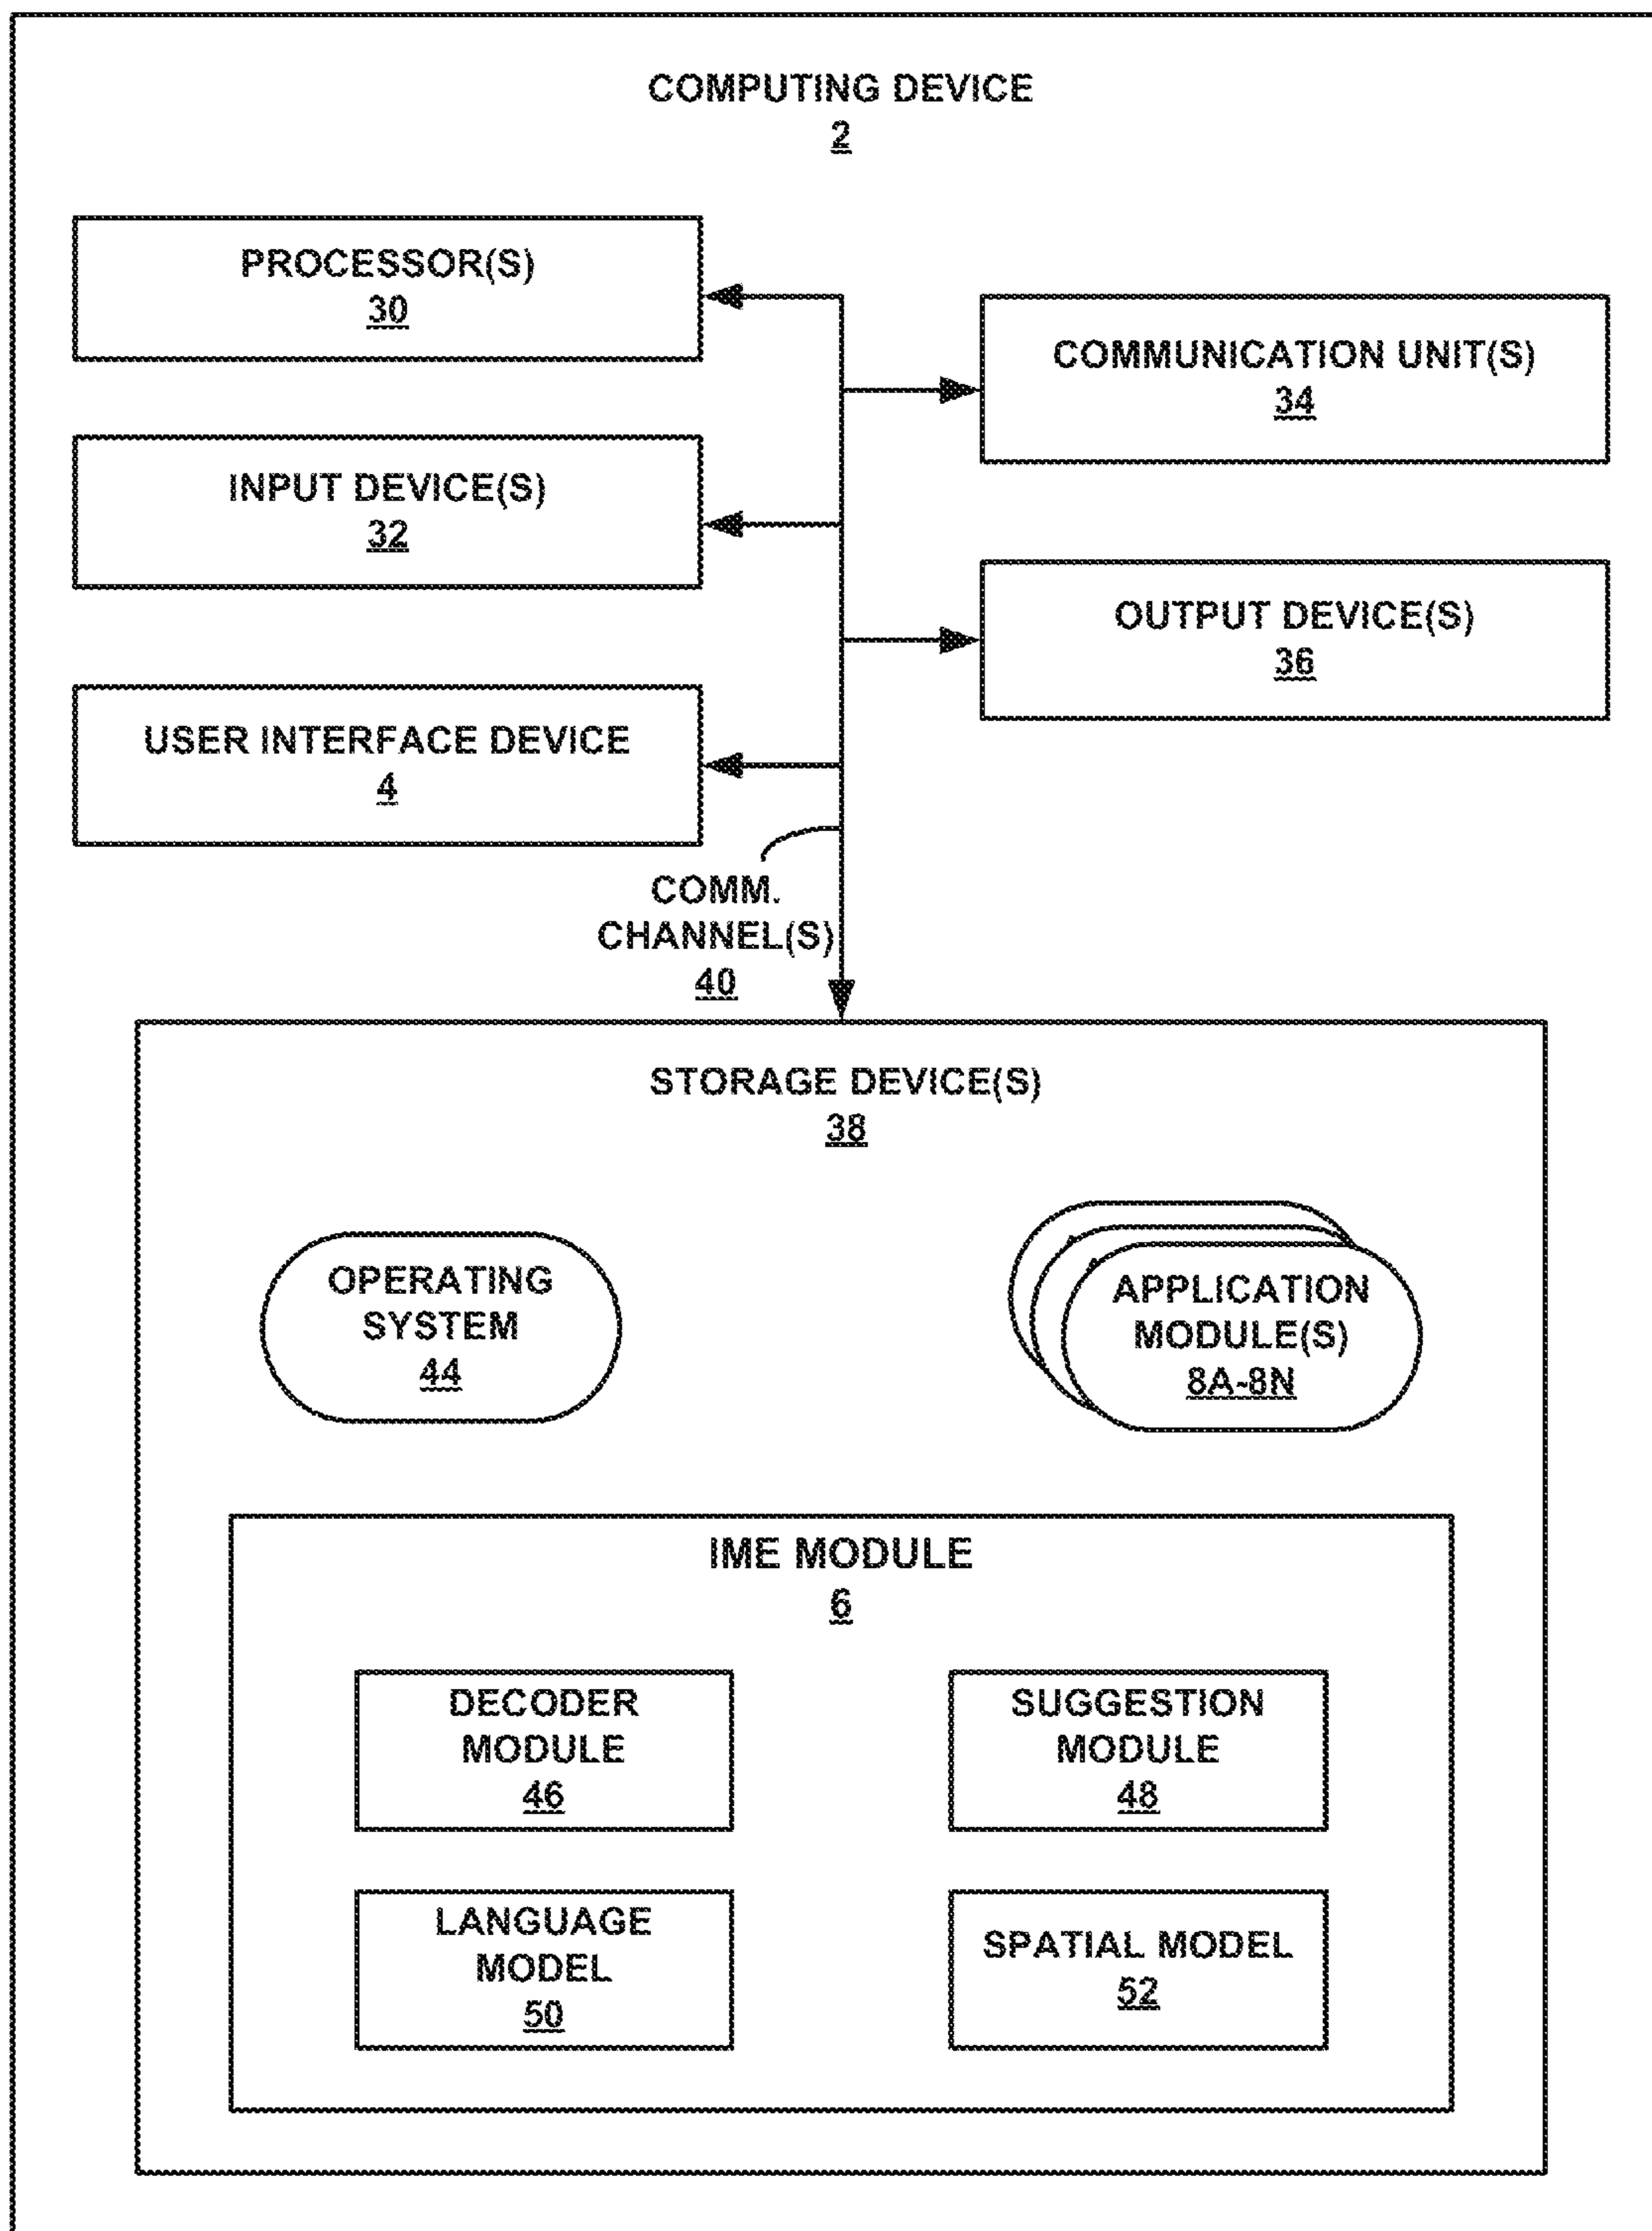 COMPUTING DEVICE
2
PROCESSOR(S)
30
COMMUNICATION UNIT(S)
34
INPUT DEVICE(S)
32
OUTPUT DEVICE(S)
36
USER INTERFACE DEVICE
4
COMM.
CHANNEL(S)
40
STORAGE DEVICE(S)
38
OPERATING
SYSTEM
44
APPLICATION
MODULE(S)
8A-8N
IME MODULE
6
DECODER
MODULE
46
SUGGESTION
MODULE
48
LANGUAGE
MODEL
50
SPATIAL MODEL
52